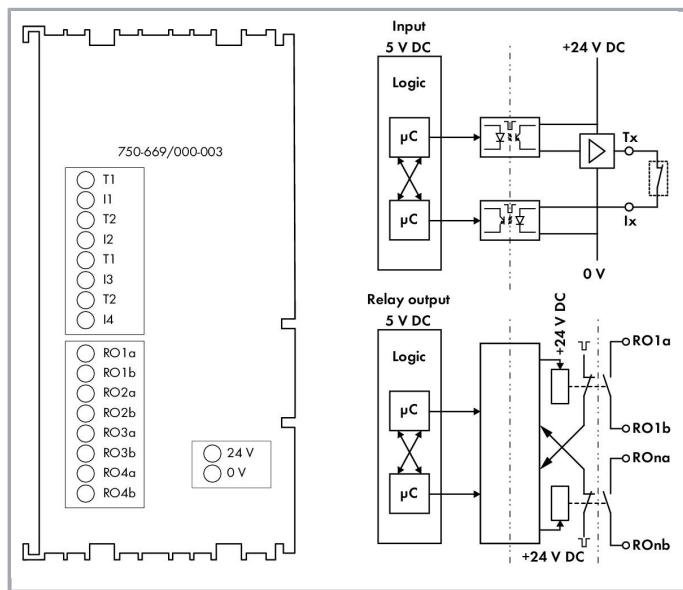 750-669/000-003
T1
I1
T2
I2
T1
I3
T2
I4
RO1a
RO1b
RO2a
RO2b
RO3a
RO3b
RO4a
RO4b
24 V
0 V
Input
5 V DC
Logic
µC
µC
+24 V DC
Tx
Ix
0 V
Relay output
5 V DC
Logic
µC
µC
+24 V DC
RO1a
RO1b
ROna
ROnb
+24 V DC